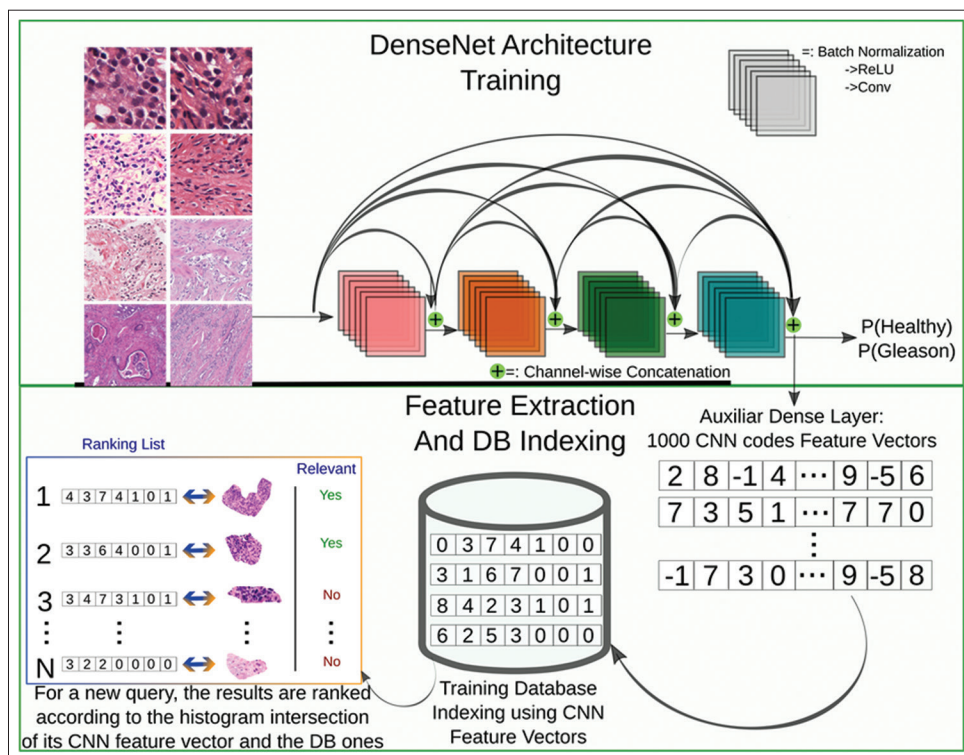 DenseNet Architecture
Training
=: Batch Normalization
->ReLU
->Conv
+ + + +
P(Healthy)
P(Gleason)
+=: Channel-wise Concatenation
Feature Extraction
And DB Indexing
Auxiliar Dense Layer:
1000 CNN codes Feature Vectors
2 8 -1 4 ··· 9 -5 6
7 3 5 1 ··· 7 7 0
⋮
-1 7 3 0 ··· 9 -5 8
Ranking List
Relevant
1 4 3 7 4 1 0 1 Yes
2 3 3 6 4 0 0 1 Yes
3 3 4 7 3 1 0 1 No
⋮ ⋮ ⋮ ⋮
N 3 2 2 0 0 0 0 No
For a new query, the results are ranked
according to the histogram intersection
of its CNN feature vector and the DB ones
0 3 7 4 1 0 0
3 1 6 7 0 0 1
8 4 2 3 1 0 1
6 2 5 3 0 0 0
Training Database
Indexing using CNN
Feature Vectors